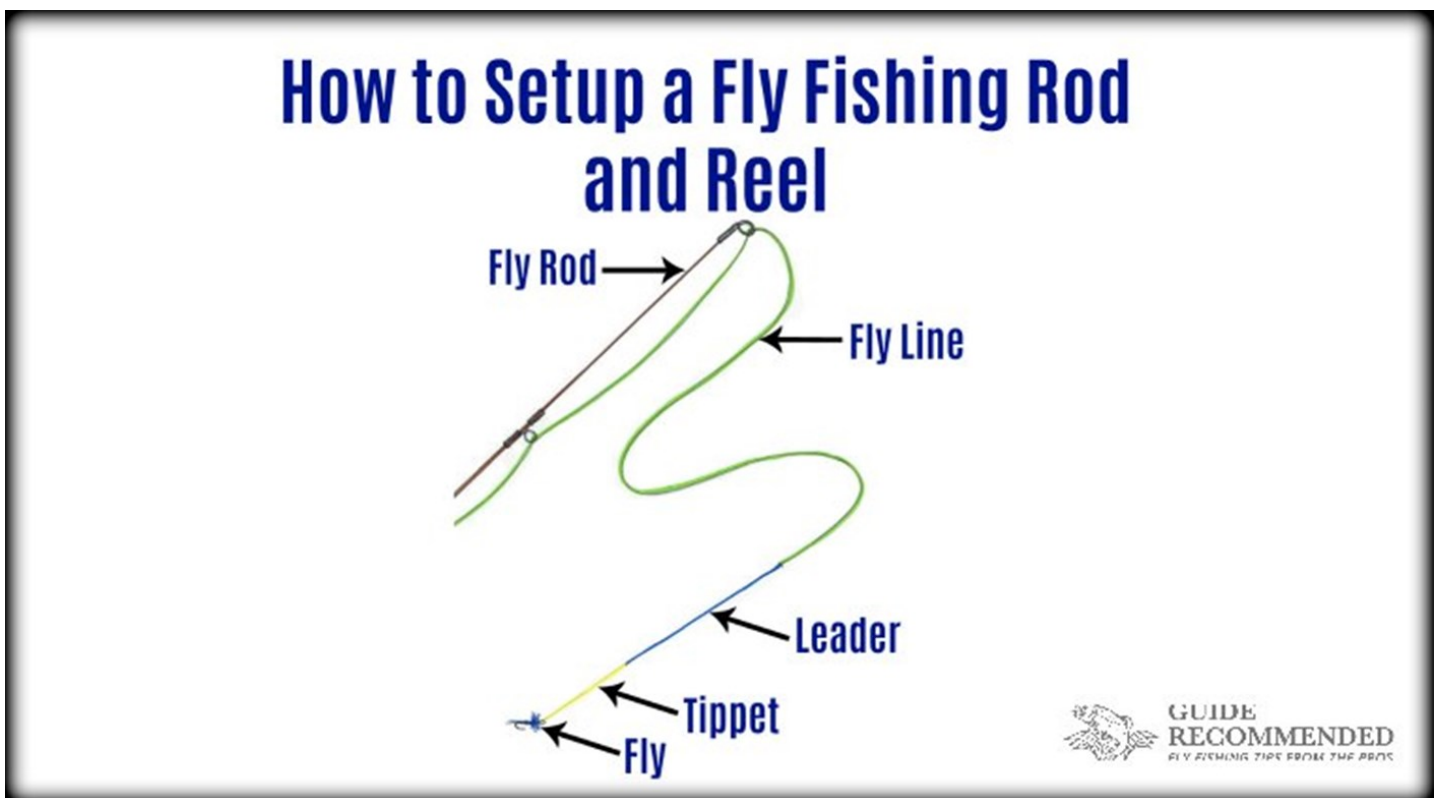 How to Setup a Fly Fishing Rod
and Reel
Fly Rod
Fly Line
Leader
Tippet
Fly
GUIDE
RECOMMENDED
FLY FISHING TIPS FROM THE PROS